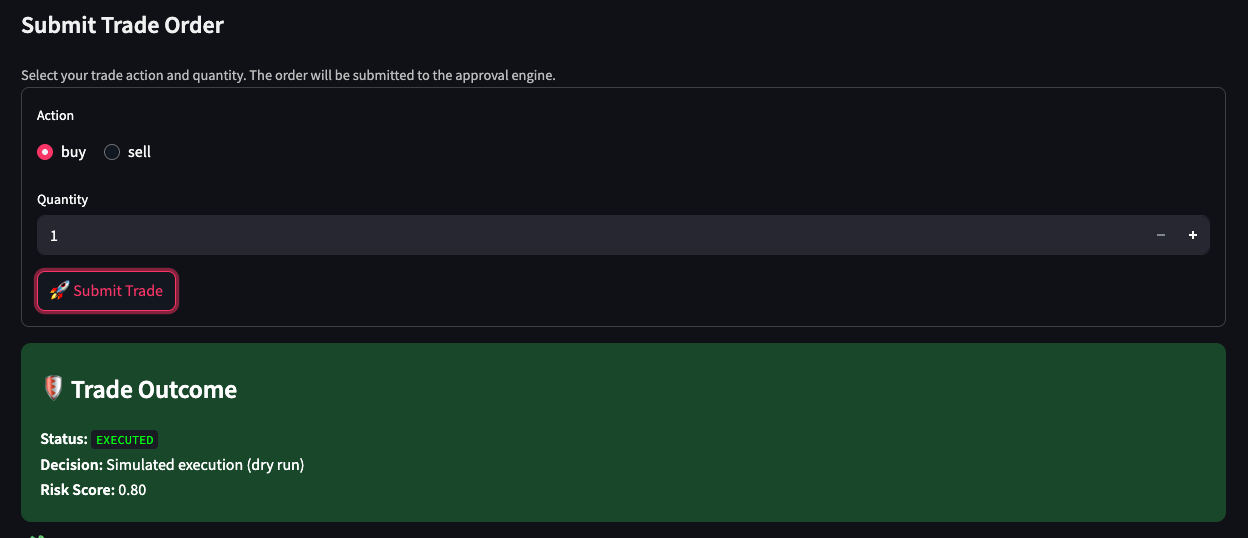 Submit Trade Order
Select your trade action and quantity. The order will be submitted to the approval engine.
Action
buy sell
Quantity
1 − +
🚀 Submit Trade
Trade Outcome
Status: EXECUTED
Decision: Simulated execution (dry run)
Risk Score: 0.80